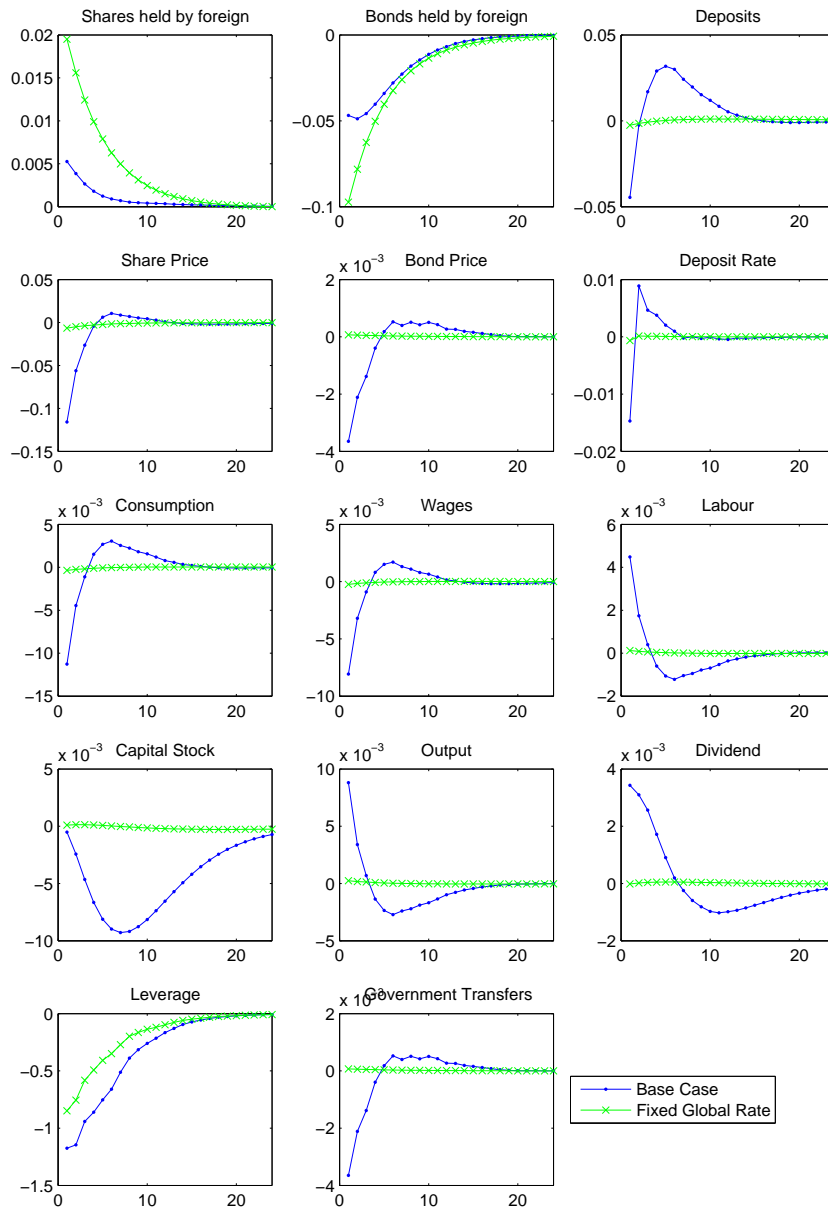 Shares held by foreign
Bonds held by foreign
Deposits
0.02
0.015
0.01
0.005
0
0 10 20
0
−0.05
−0.1
0 10 20
0.05
0
−0.05
0 10 20
Share Price
Bond Price
Deposit Rate
0.05
0
−0.05
−0.1
−0.15
0 10 20
x 10⁻³
2
0
−2
−4
0 10 20
0.01
0
−0.01
−0.02
0 10 20
Consumption
Wages
Labour
x 10⁻³
5
0
−5
−10
−15
0 10 20
x 10⁻³
5
0
−5
−10
0 10 20
x 10⁻³
6
4
2
0
−2
0 10 20
Capital Stock
Output
Dividend
x 10⁻³
5
0
−5
−10
0 10 20
x 10⁻³
10
5
0
−5
0 10 20
x 10⁻³
4
2
0
−2
0 10 20
Leverage
Government Transfers
0
−0.5
−1
−1.5
0 10 20
x 10⁻³
2
0
−2
−4
0 10 20
Base Case
Fixed Global Rate